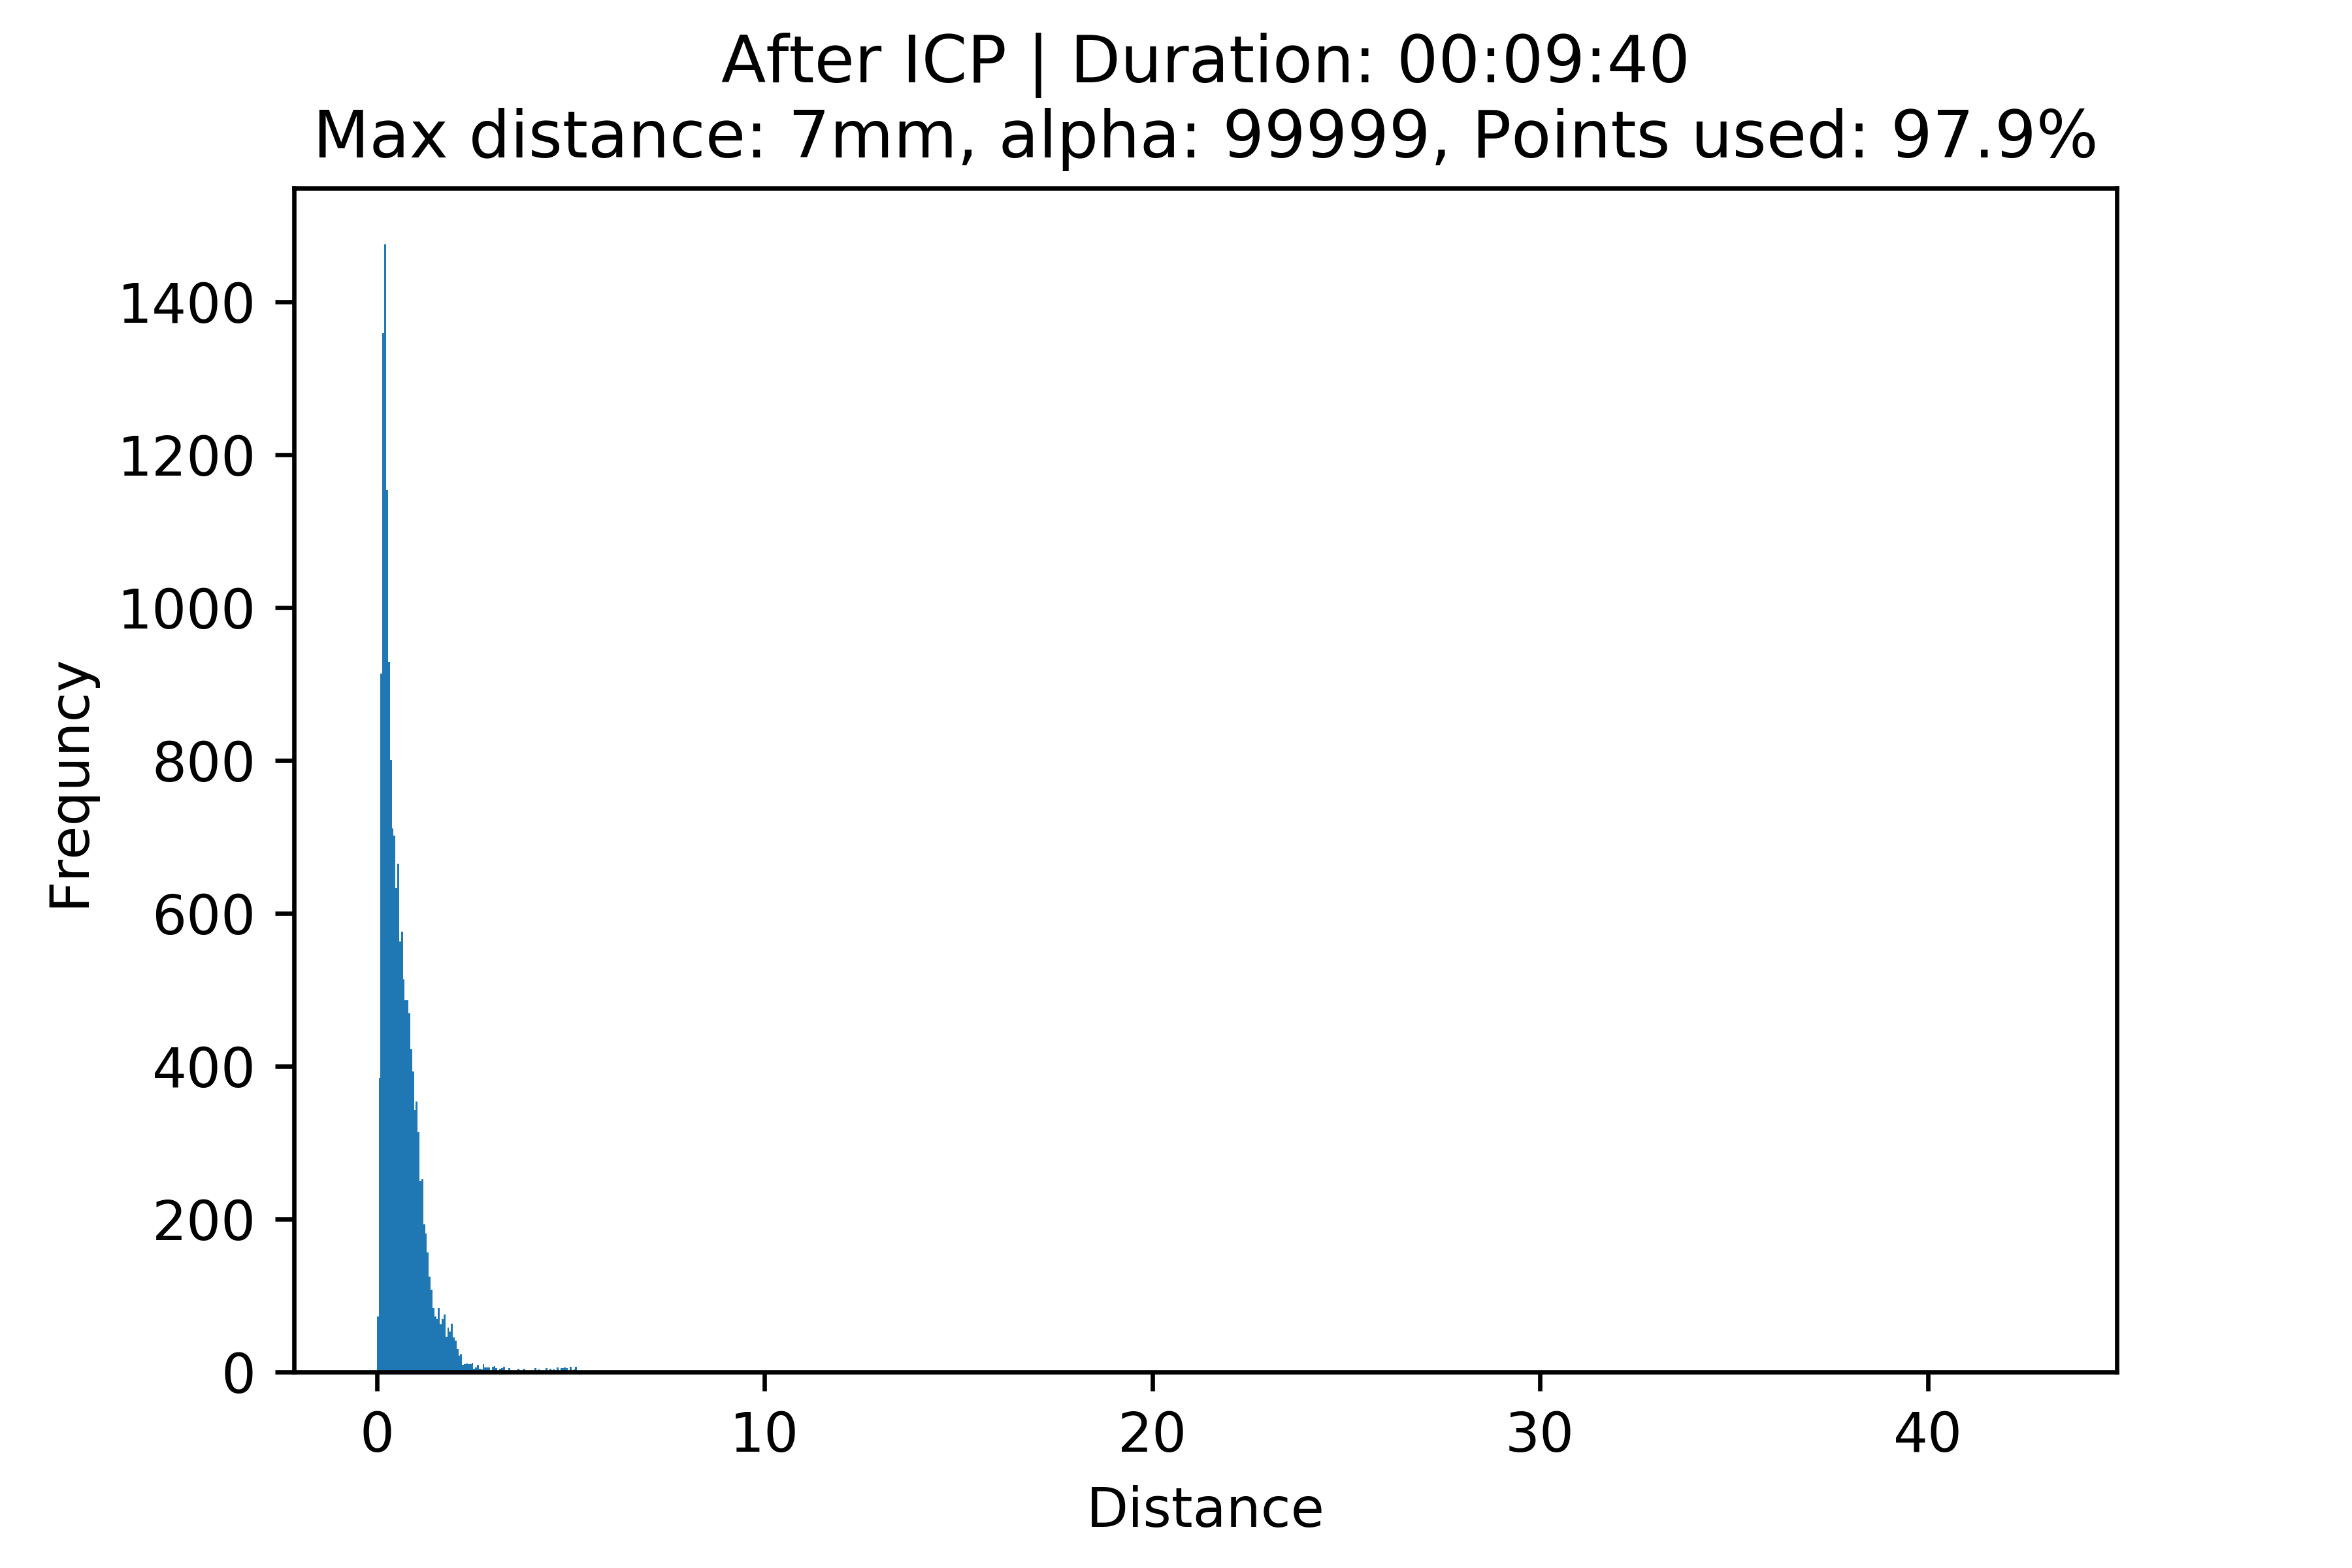 After ICP | Duration: 00:09:40
Max distance: 7mm, alpha: 99999, Points used: 97.9%
1400
1200
1000
800
600
400
200
0
Frequncy
0 10 20 30 40
Distance